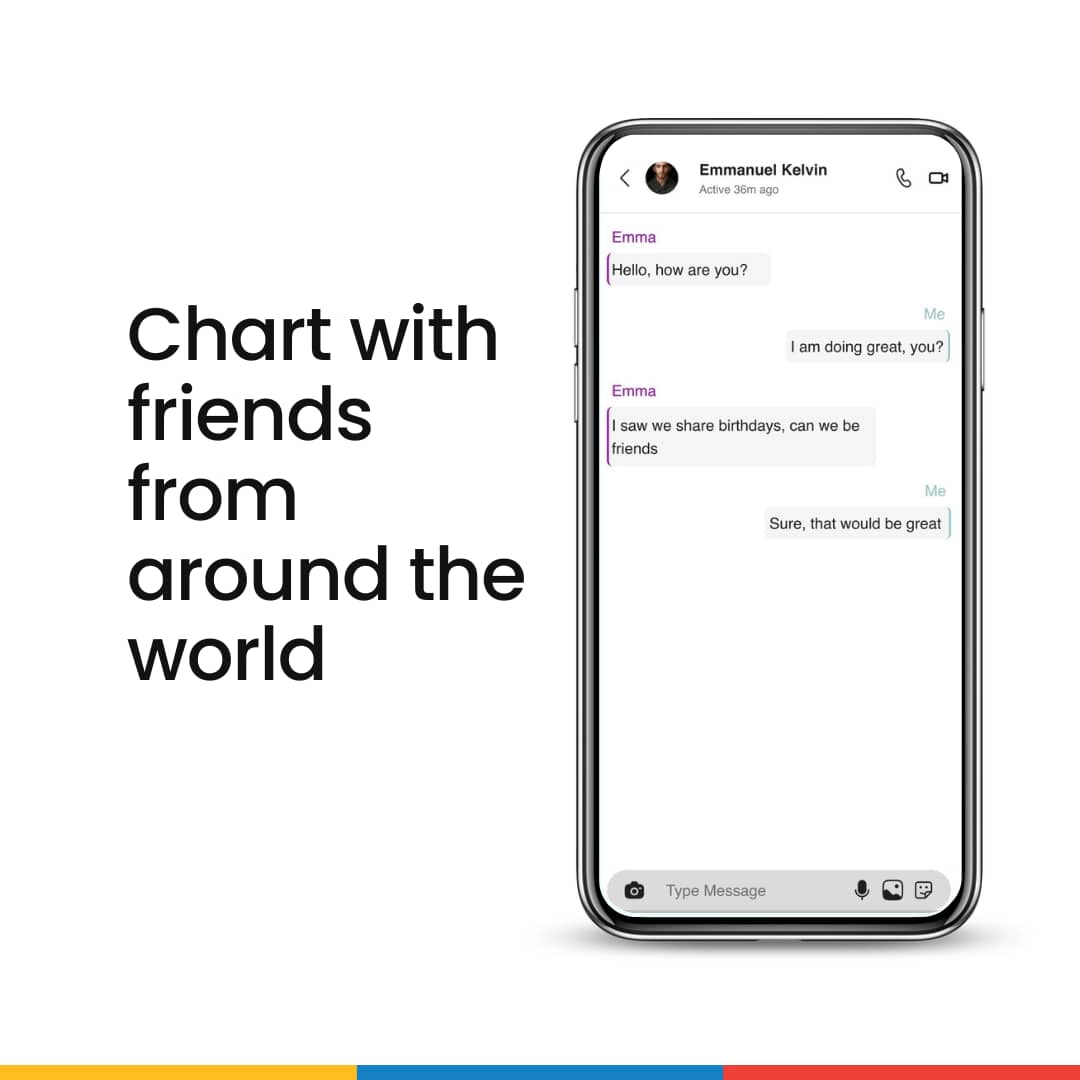 Chart with
friends
from
around the
world
Emmanuel Kelvin
Active 36m ago
Emma
Hello, how are you?
Me
I am doing great, you?
Emma
I saw we share birthdays, can we be
friends
Me
Sure, that would be great
Type Message